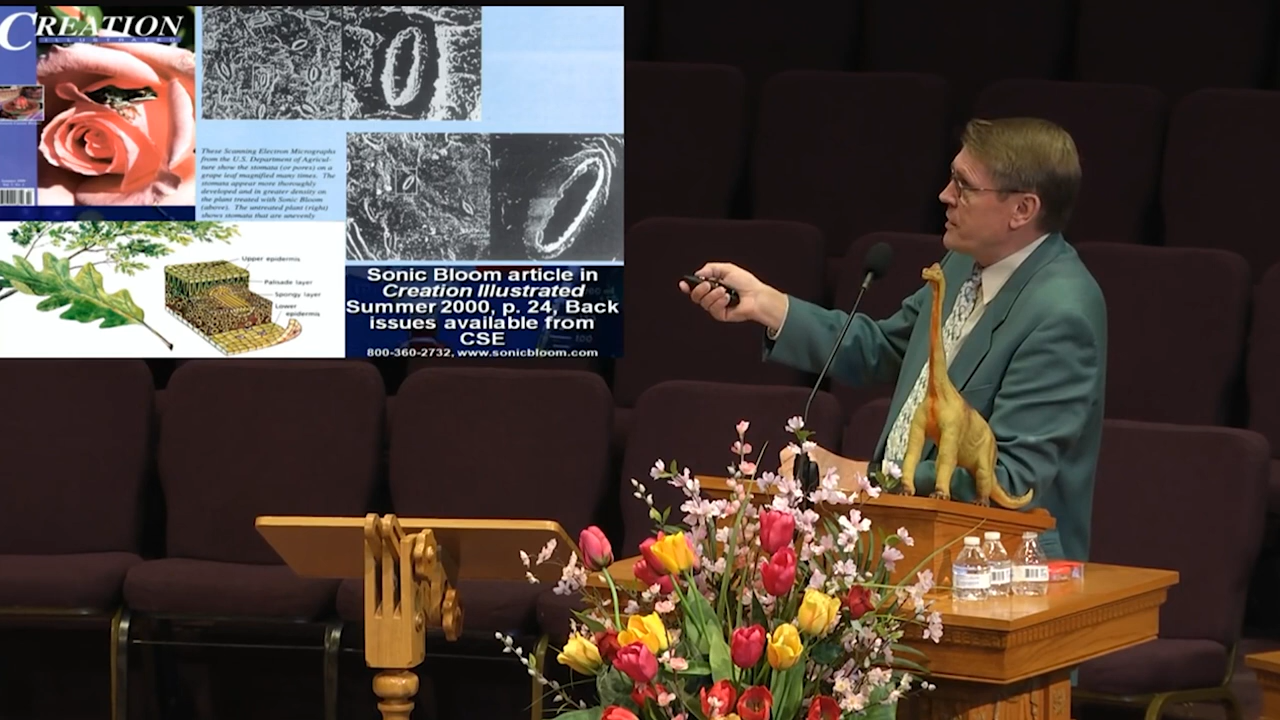 CREATION
ILLUSTRATED
These Scanning Electron Micrographs
from the U.S. Department of Agricul-
ture show the stomata (or pores) on a
grape leaf magnified many times. The
stomata appear more thoroughly
developed and in greater density on
the plant treated with Sonic Bloom
(above). The untreated plant (right)
shows stomata that are unevenly
Upper epidermis
Palisade layer
Spongy layer
Lower
epidermis
Sonic Bloom article in
Creation Illustrated
Summer 2000, p. 24, Back
issues available from
CSE
800-360-2732, www.sonicbloom.com